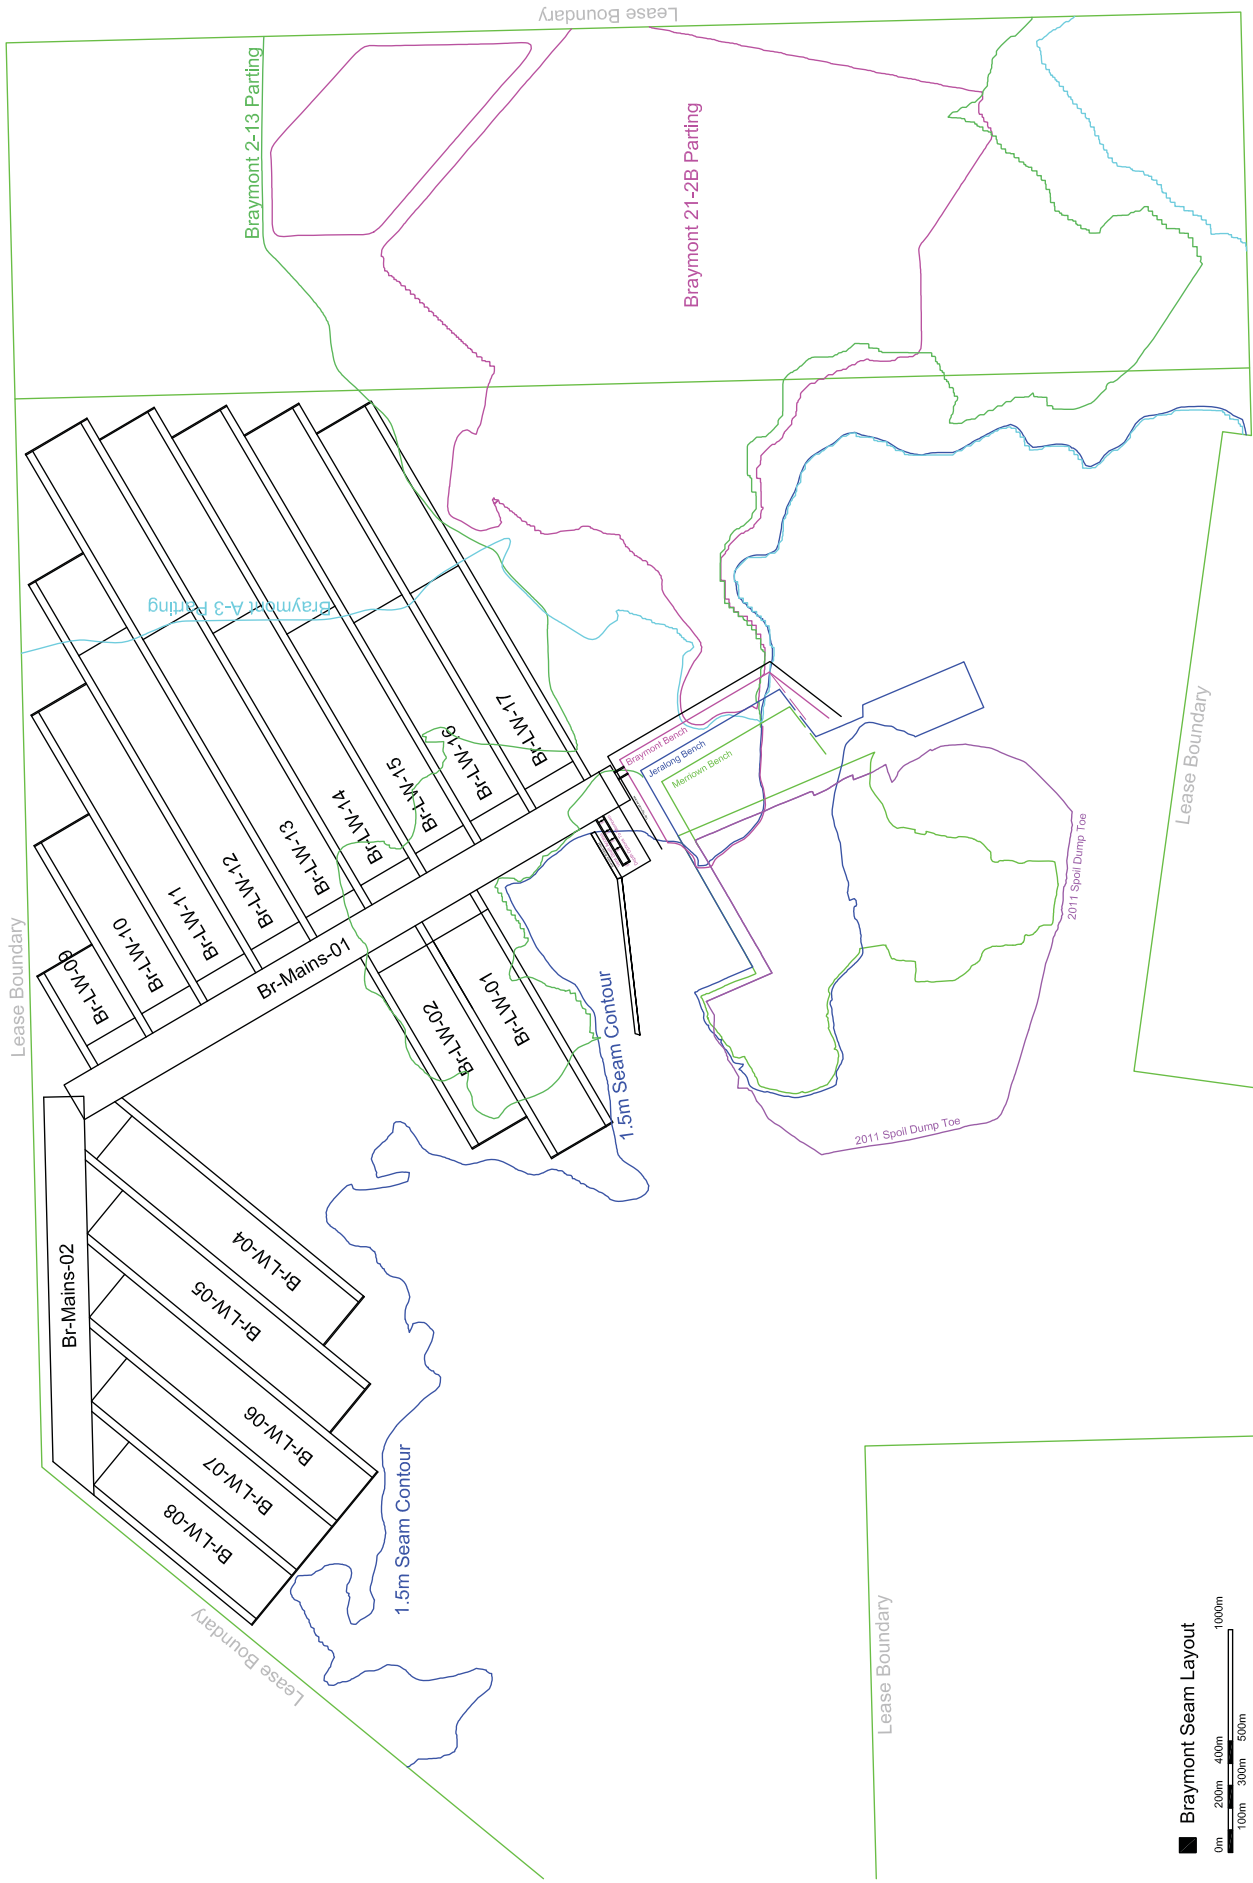 Lease Boundary
Braymont 2-13 Parting
Braymont 21-2B Parting
Braymont A-3 Parting
Br-LW-17
Br-LW-16
Br-LW-15
Br-LW-14
Br-LW-13
Br-LW-12
Br-LW-11
Br-LW-10
Br-LW-09
Br-Mains-01
Br-LW-02
Br-LW-01
Braymont Bench
Jeralong Bench
Merriown Bench
Lease Boundary
Lease Boundary
1.5m Seam Contour
2011 Spoil Dump Toe
2011 Spoil Dump Toe
Br-Mains-02
Br-LW-04
Br-LW-05
Br-LW-06
Br-LW-07
Br-LW-08
1.5m Seam Contour
Lease Boundary
Lease Boundary
Braymont Seam Layout
0m
100m
200m
300m
400m
500m
1000m